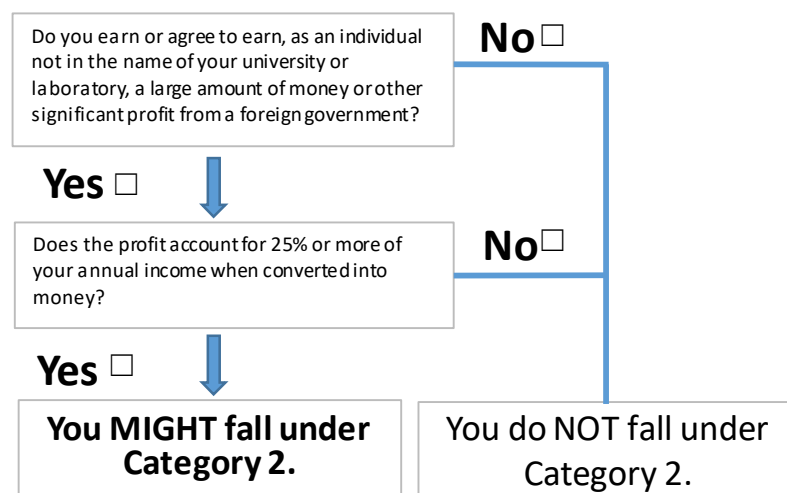 Do you earn or agree to earn, as an individual
not in the name of your university or
laboratory, a large amount of money or other
significant profit from a foreign government?
No □
Yes □
Does the profit account for 25% or more of
your annual income when converted into
money?
No □
Yes □
You MIGHT fall under
Category 2.
You do NOT fall under
Category 2.